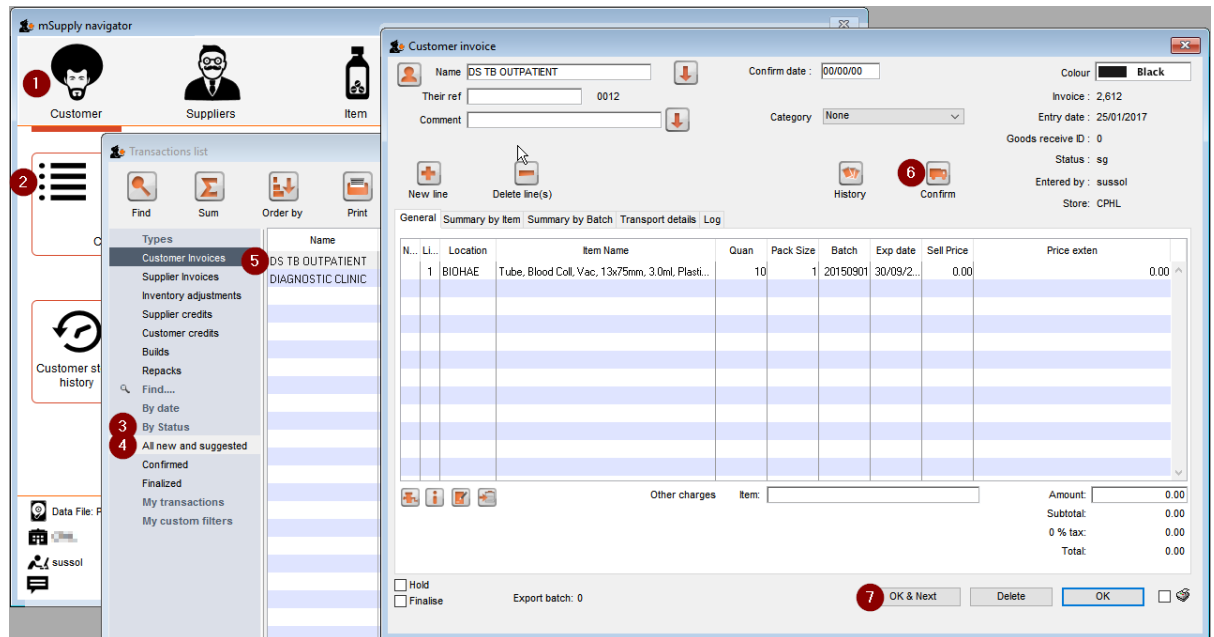 mSupply navigator
1
Customer
Suppliers
Item
2
C
Customer st
history
Data File: P
sussol
Transactions list
Find
Sum
Order by
Print
Types
Customer Invoices
Supplier Invoices
Inventory adjustments
Supplier credits
Customer credits
Builds
Repacks
Find....
By date
3 By Status
4 All new and suggested
Confirmed
Finalized
My transactions
My custom filters
Name
5 DS TB OUTPATIENT
DIAGNOSTIC CLINIC
Customer invoice
Name DS TB OUTPATIENT
Confirm date : 00/00/00
Colour Black
Their ref 0012
Invoice : 2,612
Comment
Category None
Entry date : 25/01/2017
Goods receive ID : 0
Status : sg
Entered by : sussol
Store: CPHL
New line
Delete line(s)
History
6 Confirm
General Summary by Item Summary by Batch Transport details Log
N... Li... Location Item Name Quan Pack Size Batch Exp date Sell Price Price exten
1 BIOHAE Tube, Blood Coll, Vac, 13x75mm, 3.0ml, Plasti... 10 1 20150901 30/09/2... 0.00 0.00
Other charges Item: Amount: 0.00
Subtotal: 0.00
0 % tax: 0.00
Total: 0.00
Hold
Finalise
Export batch: 0
7 OK & Next
Delete
OK